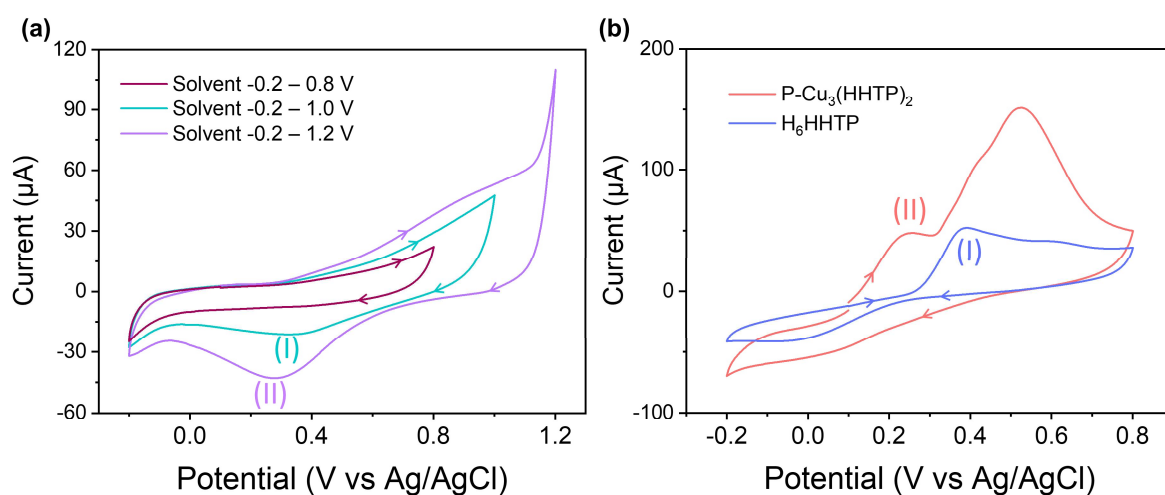 (a)
120
90
60
30
0
-30
-60
Current (µA)
Solvent -0.2 – 0.8 V
Solvent -0.2 – 1.0 V
Solvent -0.2 – 1.2 V
(I)
(II)
0.0 0.4 0.8 1.2
Potential (V vs Ag/AgCl)
(b)
200
100
0
-100
Current (µA)
P-Cu₃(HHTP)₂
H₆HHTP
(II)
(I)
-0.2 0.0 0.2 0.4 0.6 0.8
Potential (V vs Ag/AgCl)